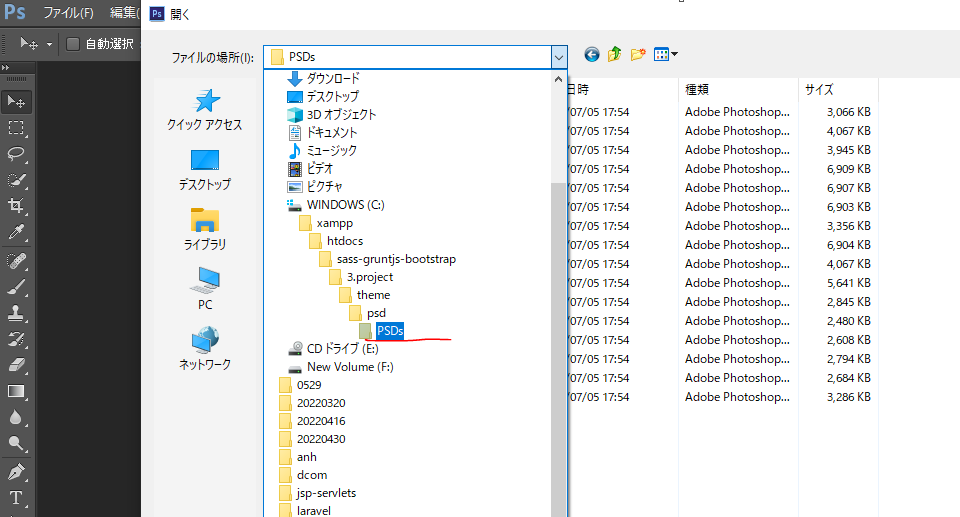 Ps ファイル(F) 編集(
Ps 開く
自動選択
ファイルの場所(I): PSDs
クイック アクセス
デスクトップ
ライブラリ
PC
ネットワーク
ダウンロード
デスクトップ
3D オブジェクト
ドキュメント
ミュージック
ビデオ
ピクチャ
WINDOWS (C:)
xampp
htdocs
sass-gruntjs-bootstrap
3.project
theme
psd
PSDs
CD ドライブ (E:)
New Volume (F:)
0529
20220320
20220416
20220430
anh
dcom
jsp-servlets
laravel
日時 種類 サイズ
/07/05 17:54 Adobe Photoshop... 3,066 KB
/07/05 17:54 Adobe Photoshop... 4,067 KB
/07/05 17:54 Adobe Photoshop... 3,945 KB
/07/05 17:54 Adobe Photoshop... 6,909 KB
/07/05 17:54 Adobe Photoshop... 6,907 KB
/07/05 17:54 Adobe Photoshop... 6,903 KB
/07/05 17:54 Adobe Photoshop... 3,356 KB
/07/05 17:54 Adobe Photoshop... 6,904 KB
/07/05 17:54 Adobe Photoshop... 4,067 KB
/07/05 17:54 Adobe Photoshop... 5,641 KB
/07/05 17:54 Adobe Photoshop... 2,845 KB
/07/05 17:54 Adobe Photoshop... 2,480 KB
/07/05 17:54 Adobe Photoshop... 2,608 KB
/07/05 17:54 Adobe Photoshop... 2,794 KB
/07/05 17:54 Adobe Photoshop... 2,684 KB
/07/05 17:54 Adobe Photoshop... 3,286 KB